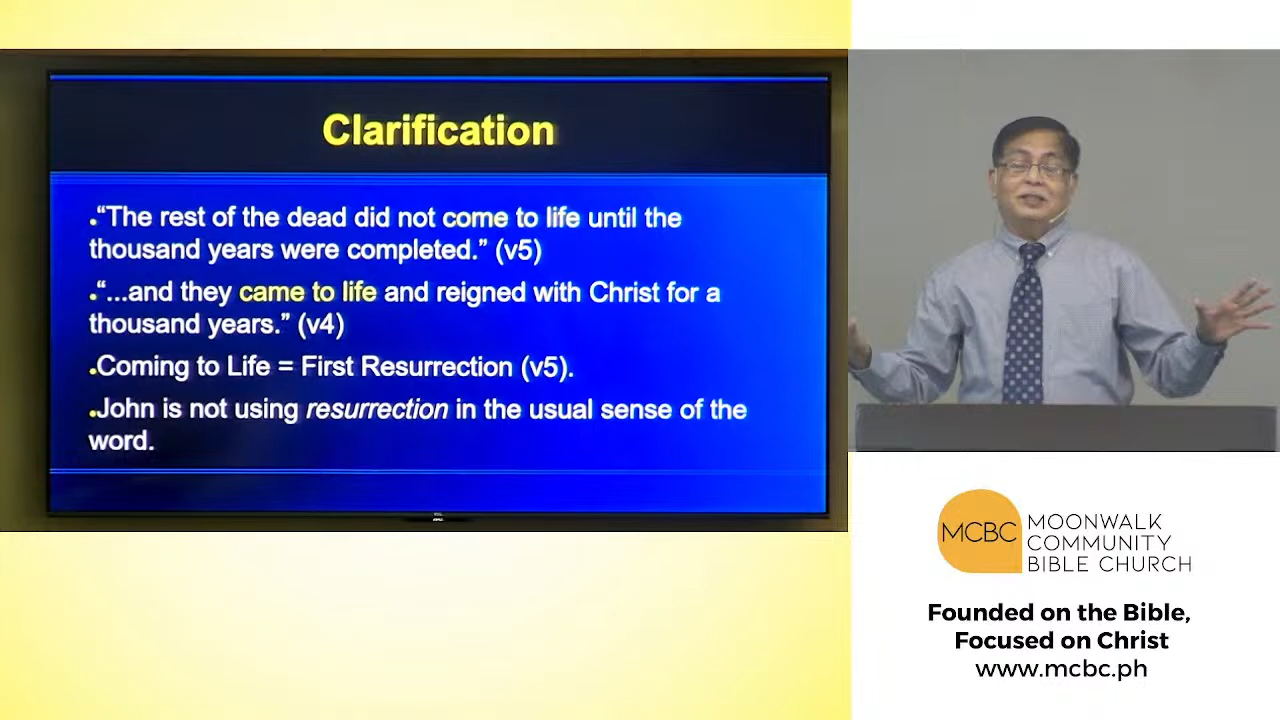 Clarification
•“The rest of the dead did not come to life until the
thousand years were completed.” (v5)
•“...and they came to life and reigned with Christ for a
thousand years.” (v4)
•Coming to Life = First Resurrection (v5).
•John is not using resurrection in the usual sense of the
word.
MCBC
MOONWALK
COMMUNITY
BIBLE CHURCH
Founded on the Bible,
Focused on Christ
www.mcbc.ph